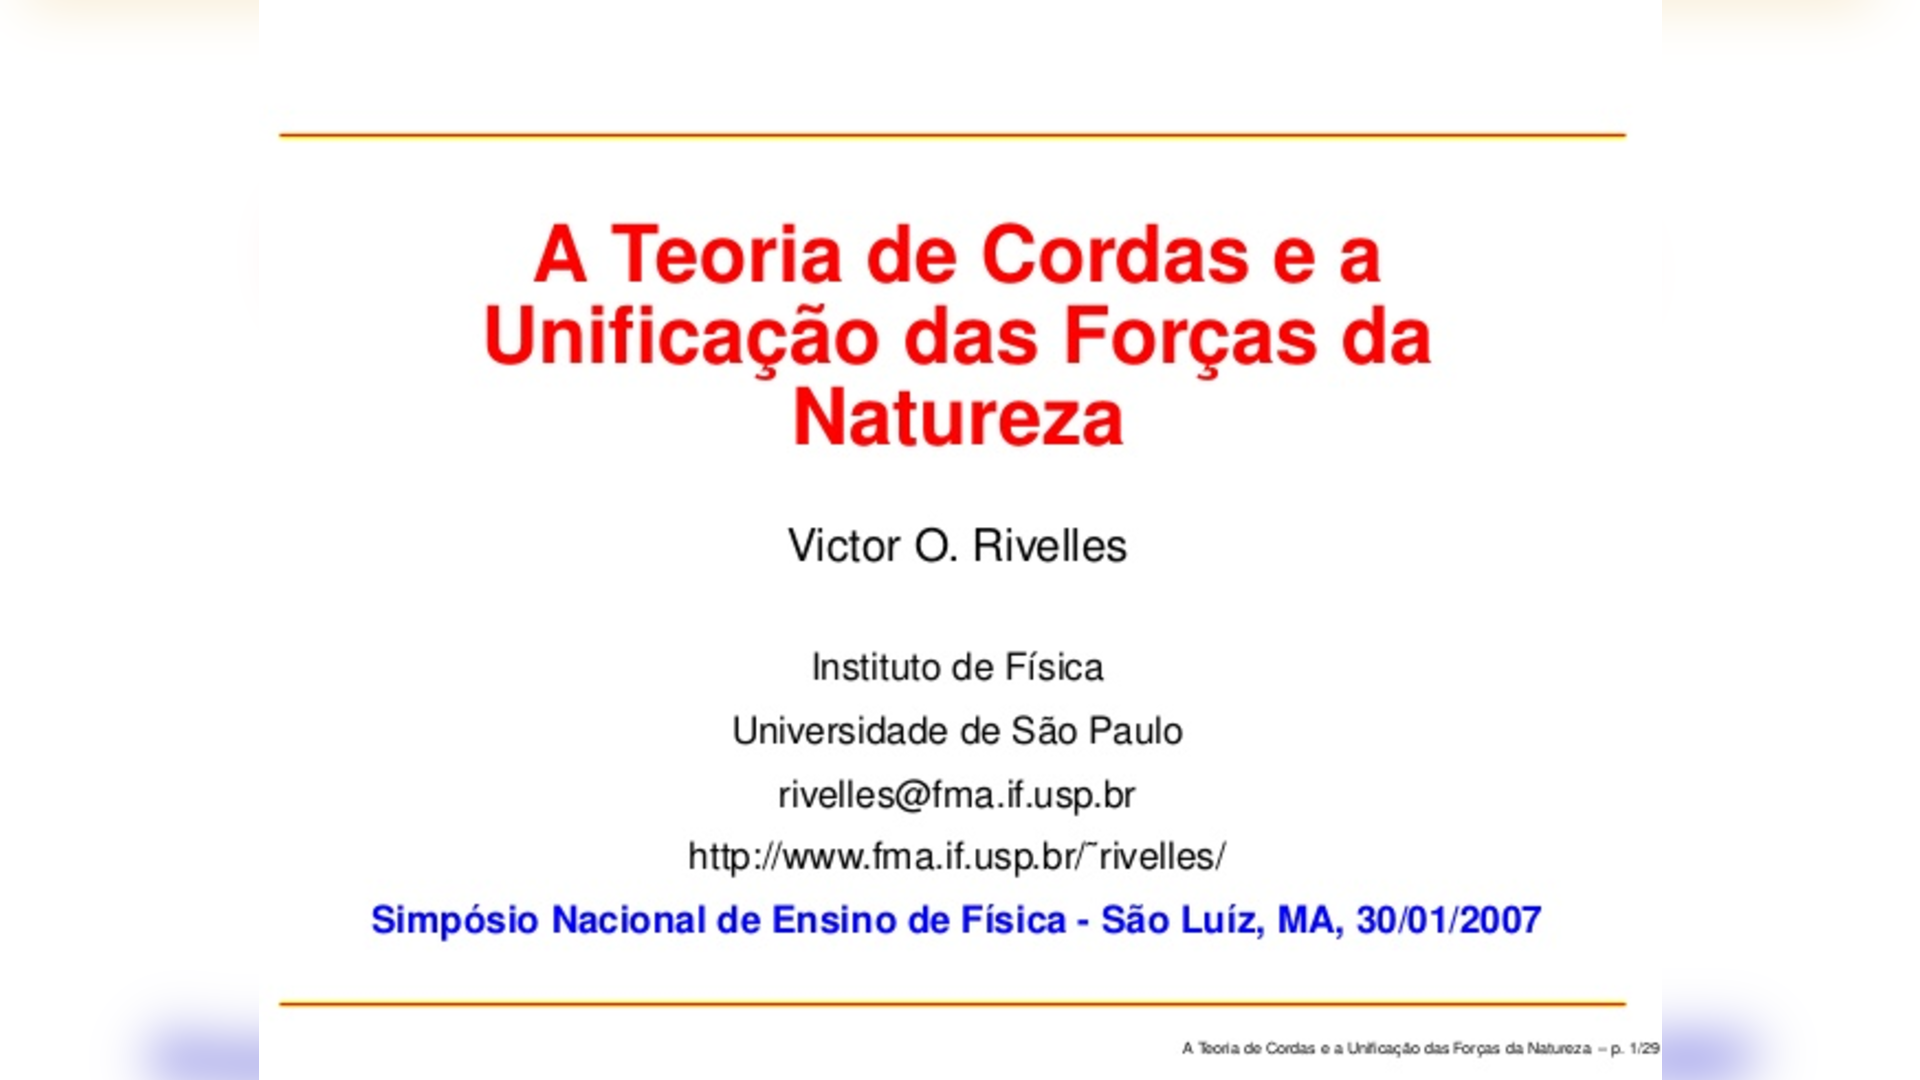 A Teoria de Cordas e a
Unificação das Forças da
Natureza
Victor O. Rivelles
Instituto de Física
Universidade de São Paulo
rivelles@fma.if.usp.br
http://www.fma.if.usp.br/˜rivelles/
Simpósio Nacional de Ensino de Física - São Luíz, MA, 30/01/2007
A Teoria de Cordas e a Unificação das Forças da Natureza – p. 1/29